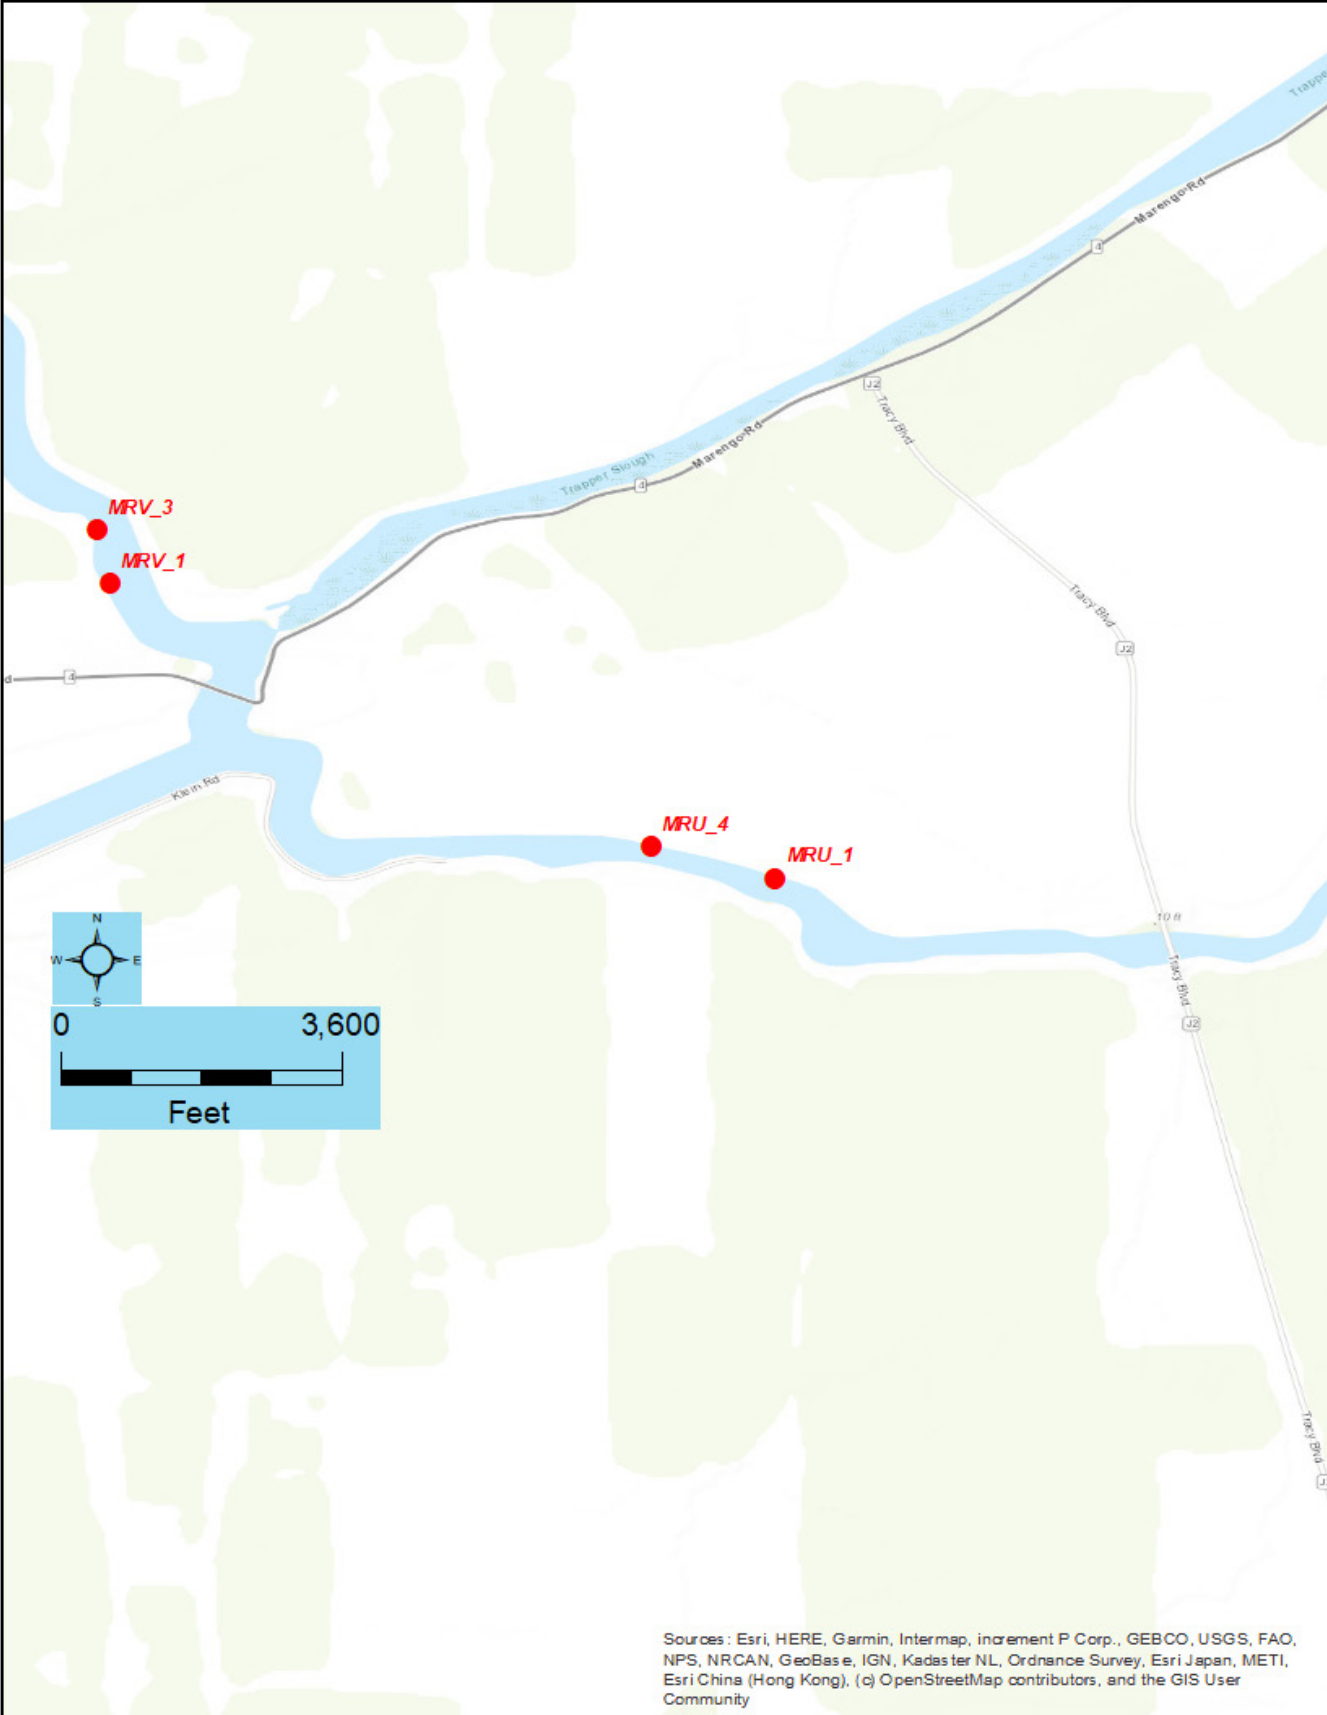 Trappe
Marengo Rd
4
J2
Tracy Blvd
Marengo Rd
Trapper Slough
4
MRV_3
MRV_1
Tracy Blvd
J2
d
4
Klein Rd
MRU_4
MRU_1
10 ft
Tracy Blvd
J2
N
W E
S
0 3,600
Feet
Tracy Blvd
Sources: Esri, HERE, Garmin, Intermap, increment P Corp., GEBCO, USGS, FAO,
NPS, NRCAN, GeoBase, IGN, Kadaster NL, Ordnance Survey, Esri Japan, METI,
Esri China (Hong Kong), (c) OpenStreetMap contributors, and the GIS User
Community